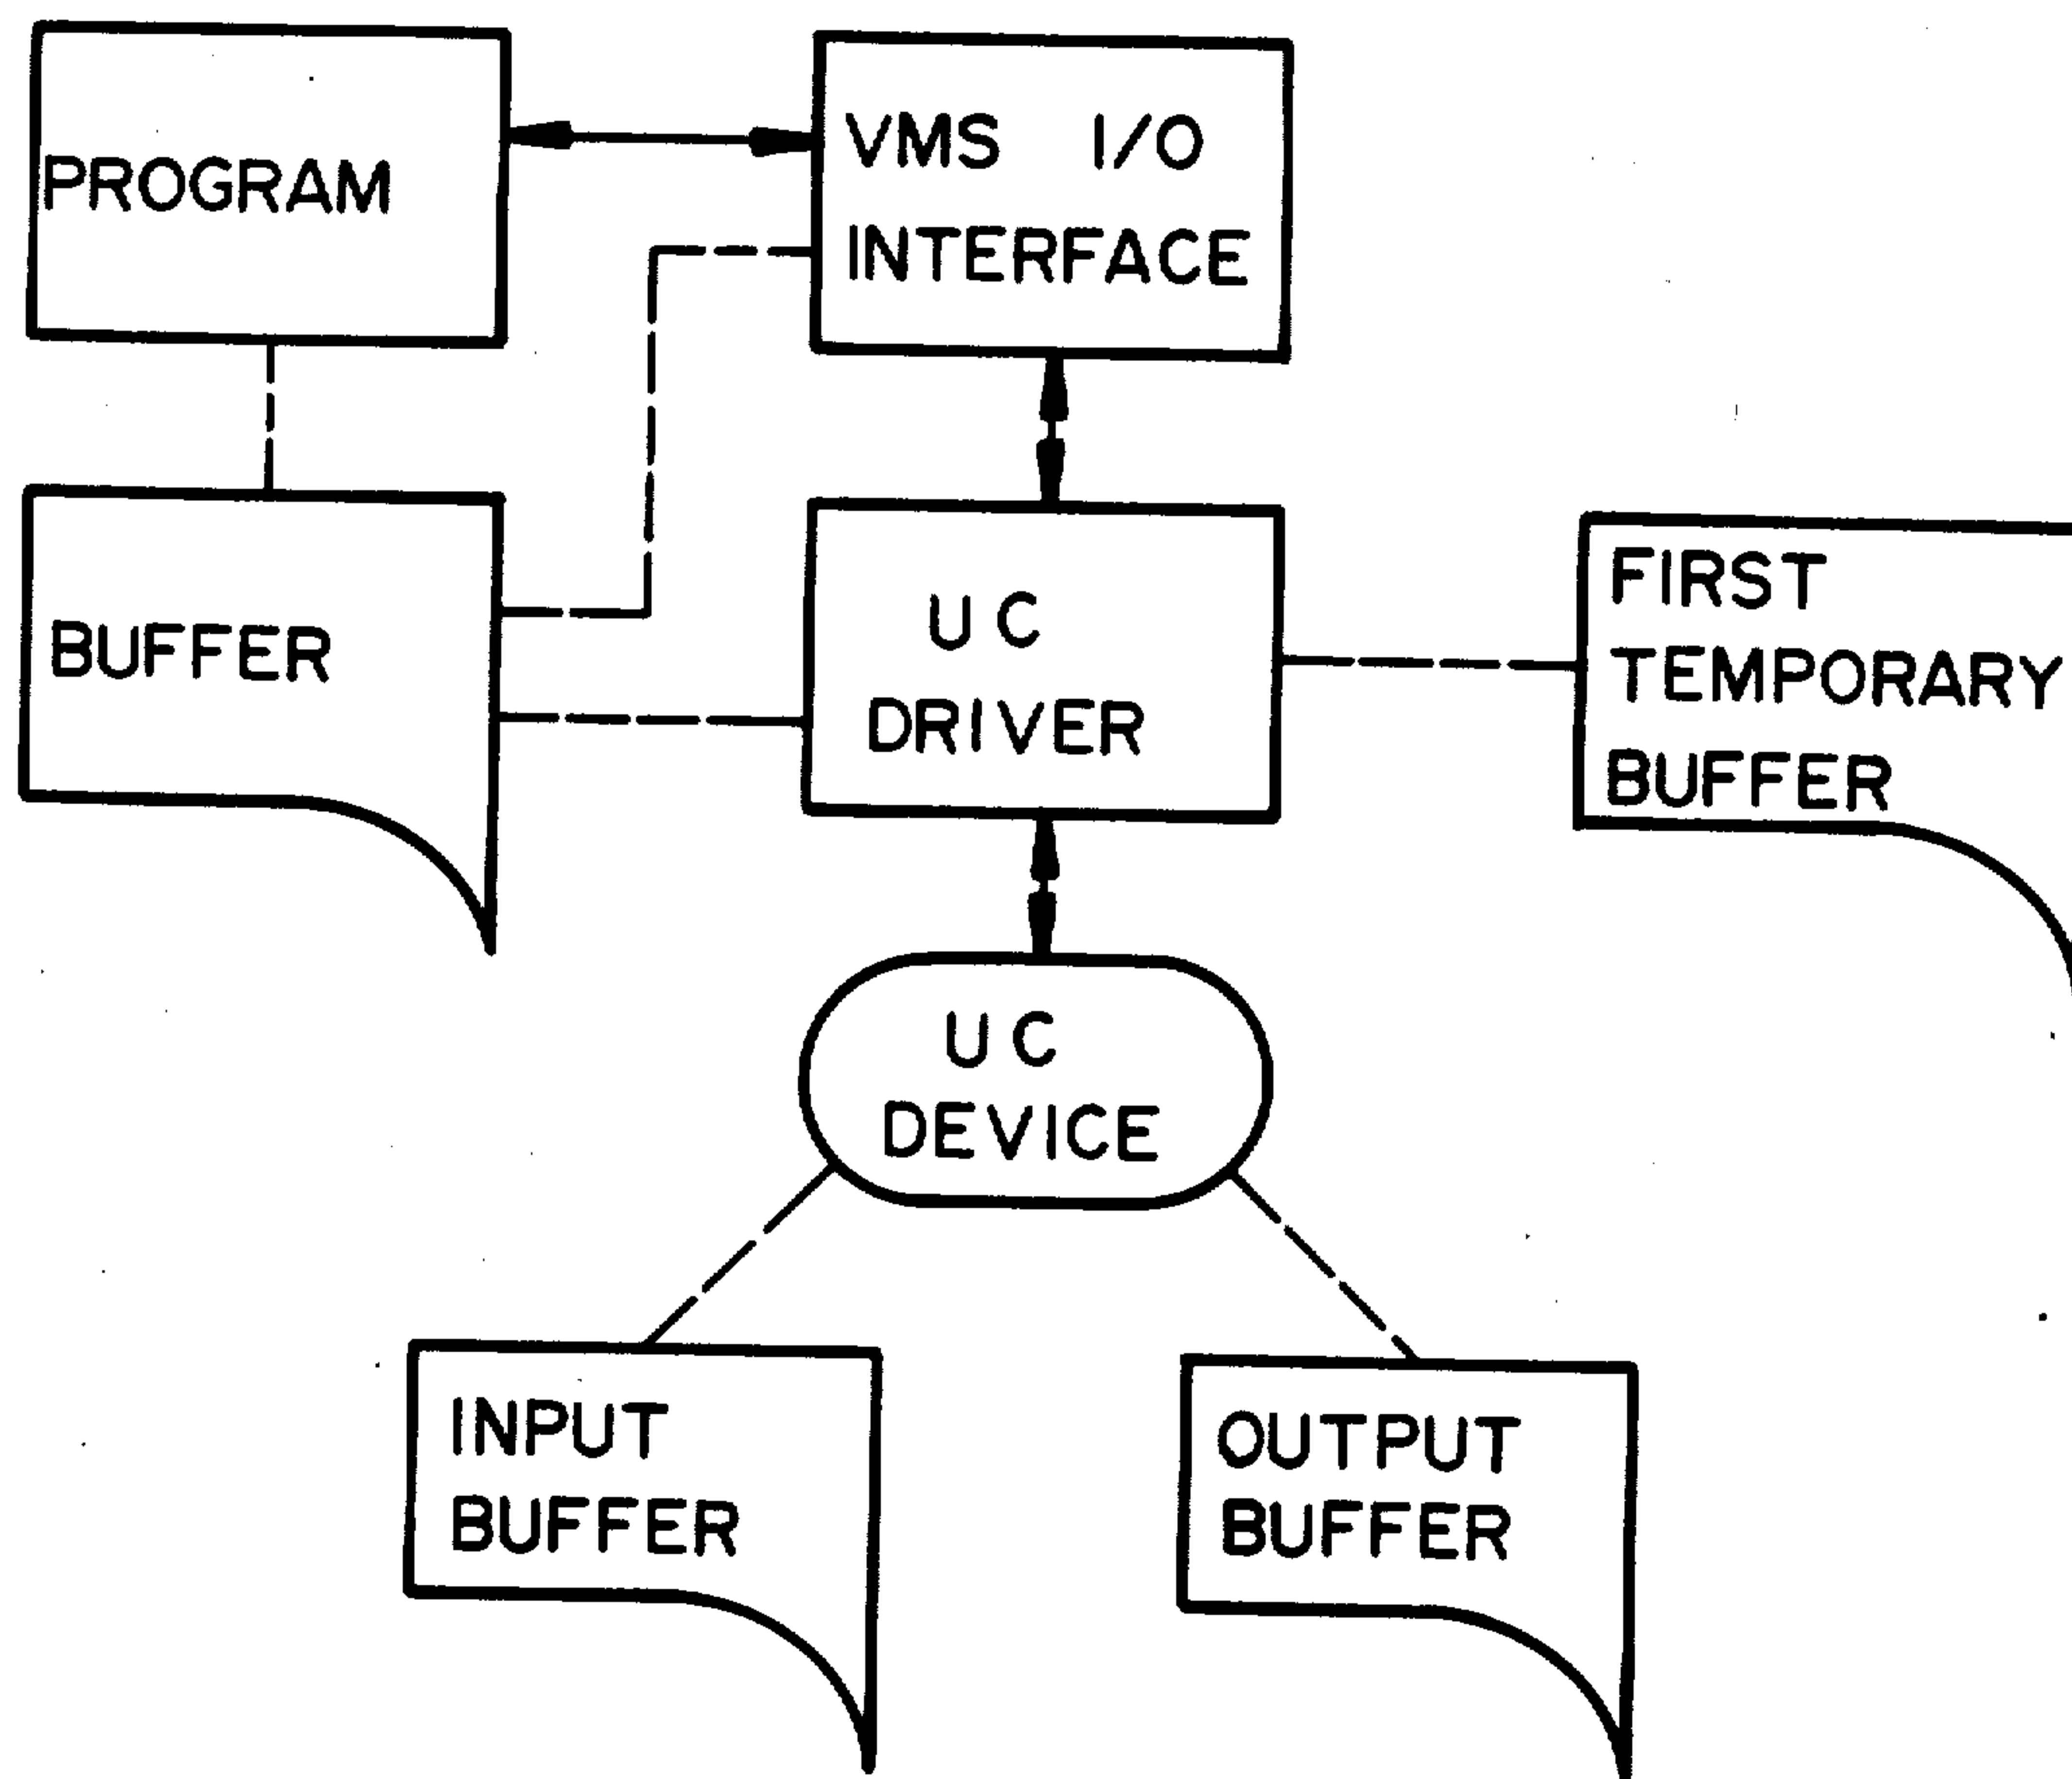 PROGRAM
VMS I/O
INTERFACE
BUFFER
UC
DRIVER
FIRST
TEMPORARY
BUFFER
UC
DEVICE
INPUT
BUFFER
OUTPUT
BUFFER